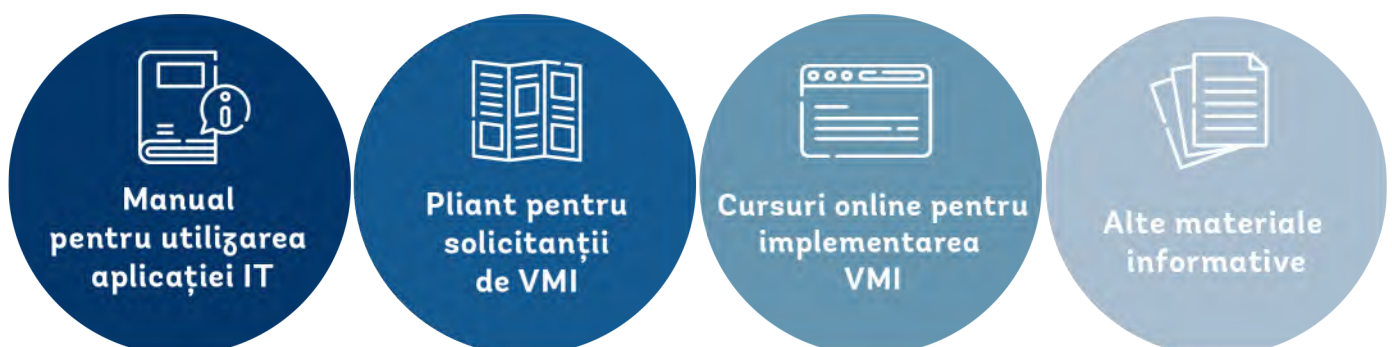 Manual
pentru utilizarea
aplicației IT
Pliant pentru
solicitanții
de VMI
Cursuri online pentru
implementarea
VMI
Alte materiale
informative